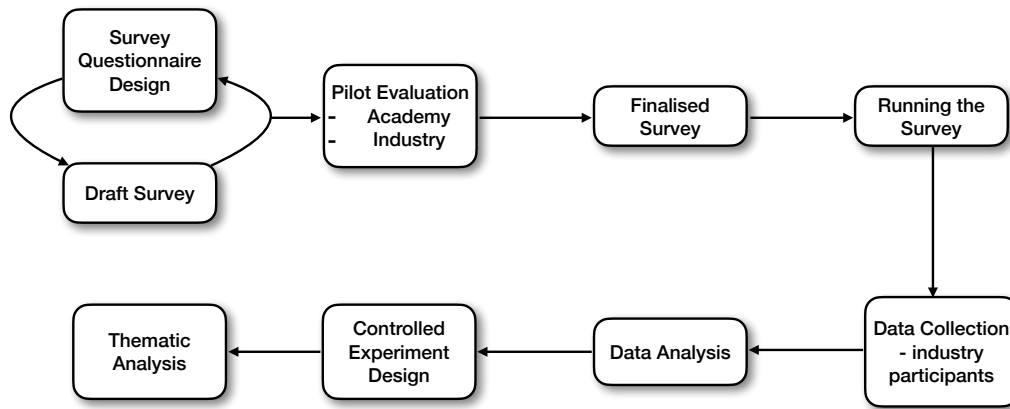 Survey
Questionnaire
Design
Draft Survey
Pilot Evaluation
- Academy
- Industry
Finalised
Survey
Running the
Survey
Data Collection
- industry
participants
Data Analysis
Controlled
Experiment
Design
Thematic
Analysis